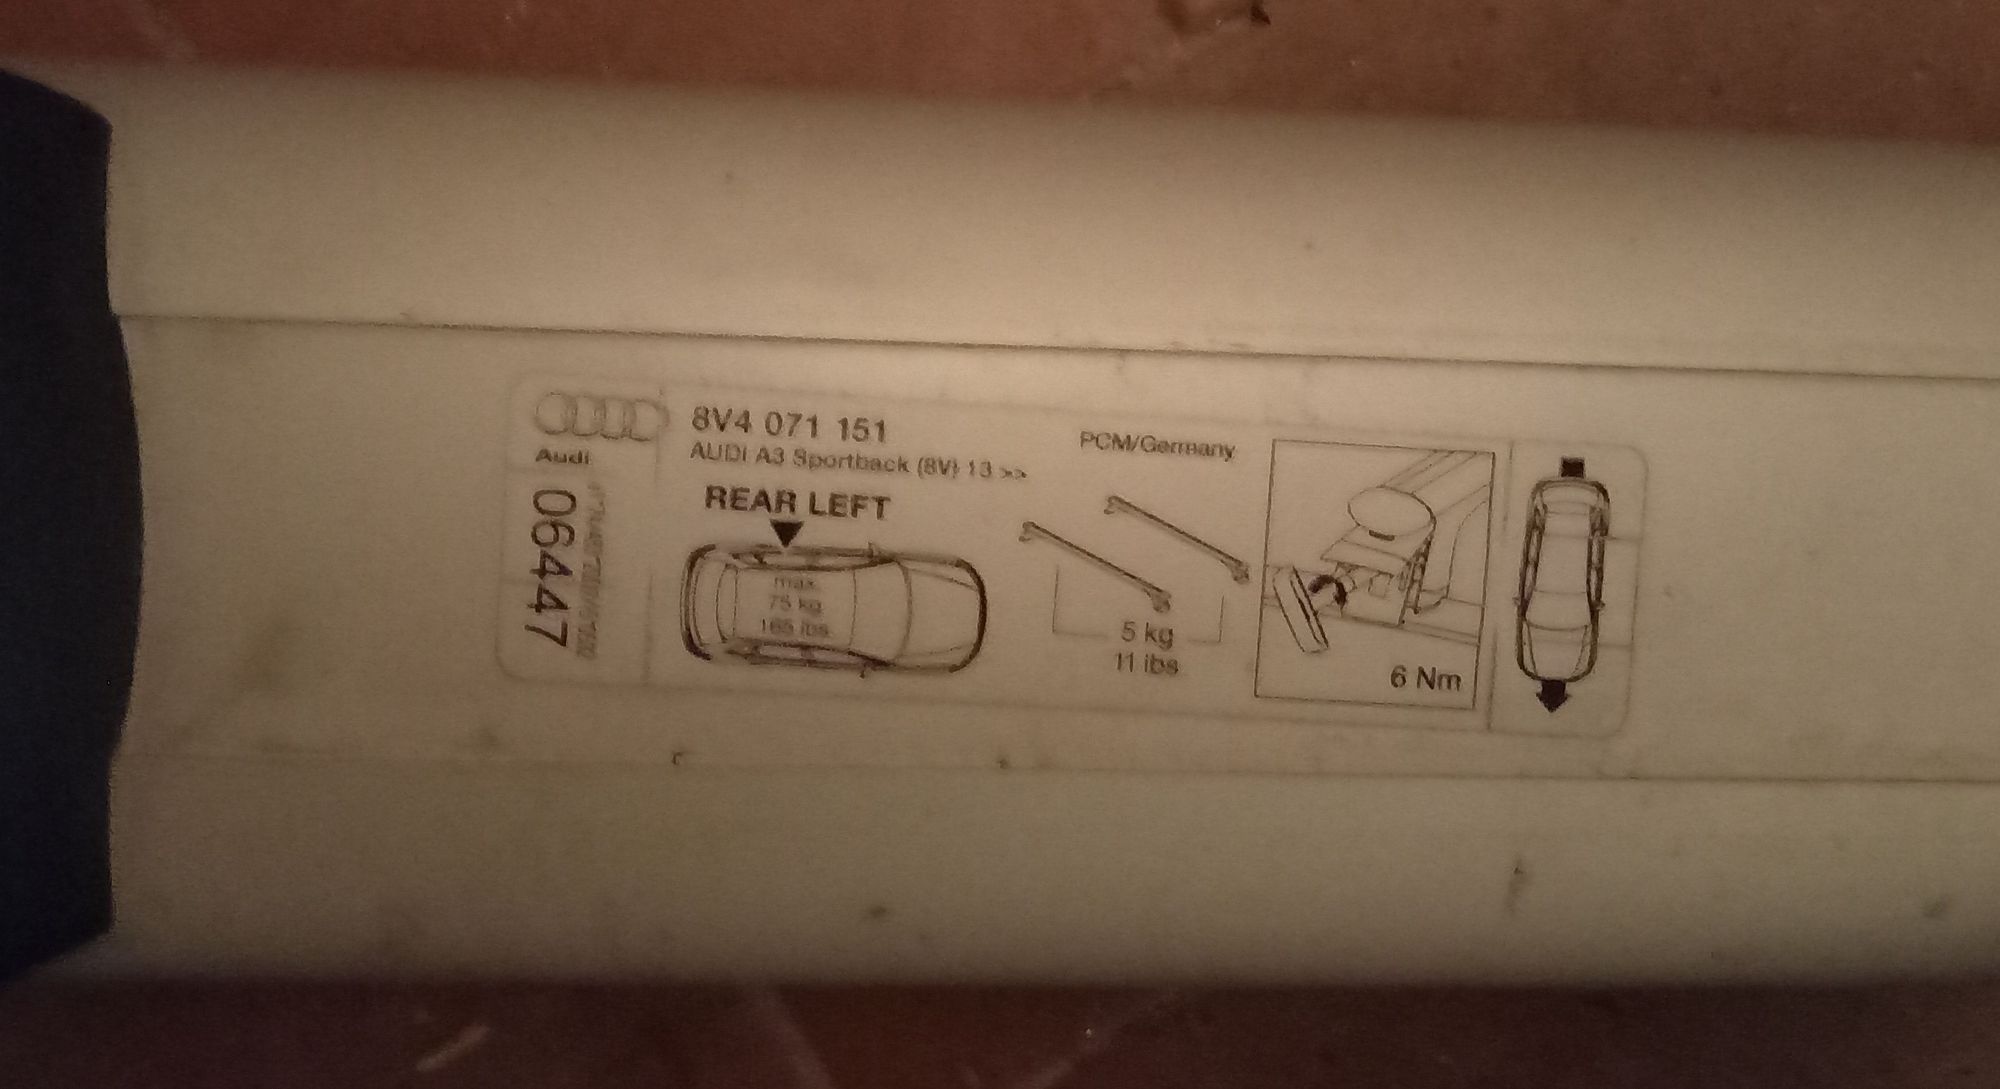 Audi
06447
8V4 071 151
AUDI A3 Sportback (8V) 13 >>
REAR LEFT
max.
75 kg
165 lbs
PCM/Germany
5 kg
11 lbs
6 Nm